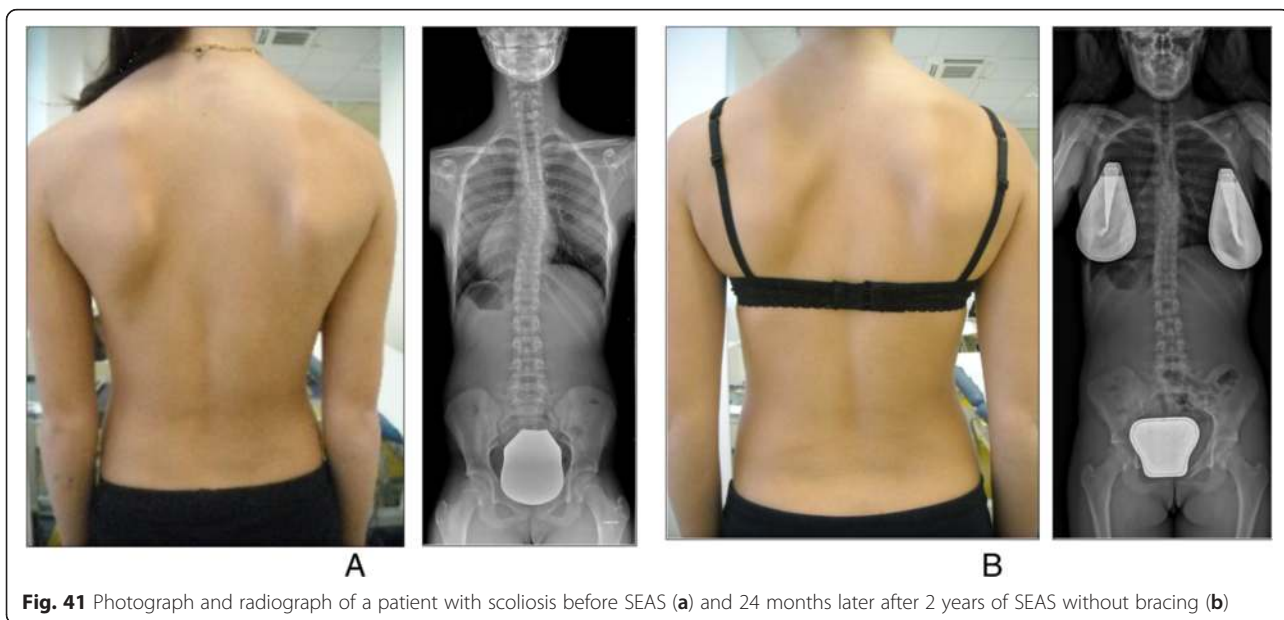 A
B
Fig. 41 Photograph and radiograph of a patient with scoliosis before SEAS (a) and 24 months later after 2 years of SEAS without bracing (b)